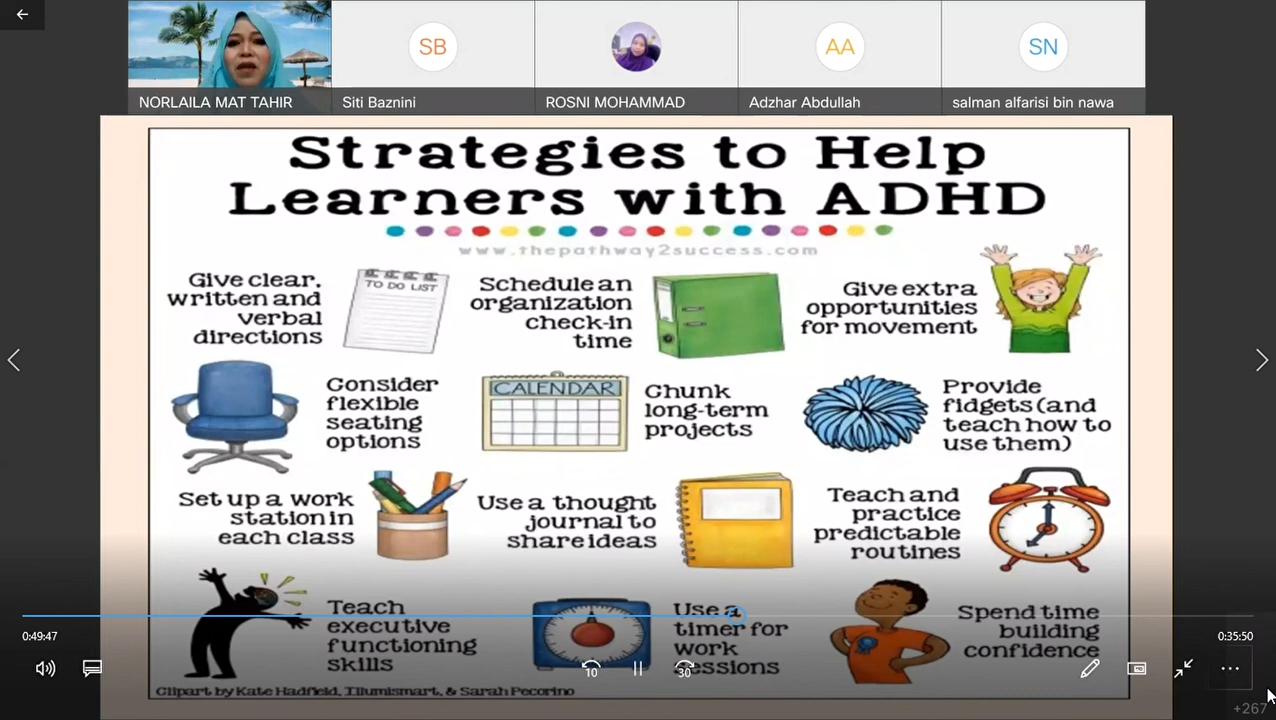 SB
AA
SN
NORLAILA MAT TAHIR
Siti Baznini
ROSNI MOHAMMAD
Adzhar Abdullah
salman alfarisi bin nawa
Strategies to Help
Learners with ADHD
www.thepathway2success.com
Give clear,
written and
verbal
directions
TO DO LIST
Schedule an
organization
check-in
time
Give extra
opportunities
for movement
Consider
flexible
seating
options
CALENDAR
Chunk
long-term
projects
Provide
fidgets (and
teach how to
use them)
Set up a work
station in
each class
Use a thought
journal to
share ideas
Teach and
practice
predictable
routines
Teach
executive
functioning
skills
Use a
timer for
work
sessions
Spend time
building
confidence
0:49:47
0:35:50
10
30
Clipart by Kate Hadfield, Illumismart, & Sarah Pecorino
+267